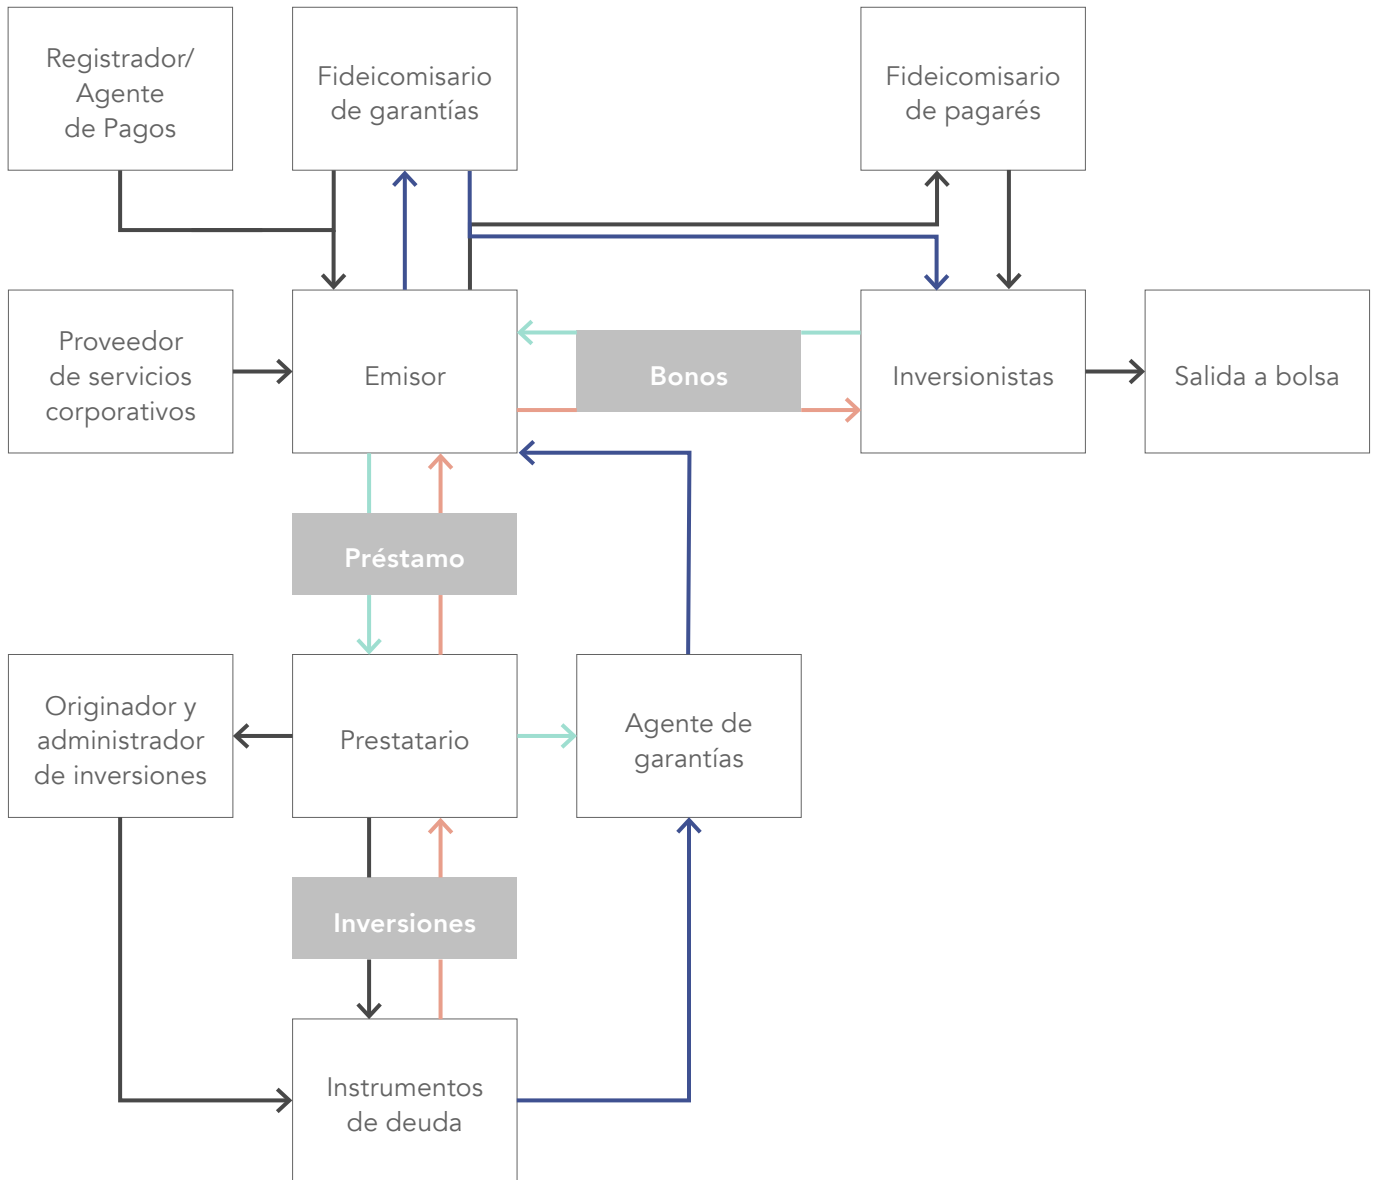 Registrador/
Agente
de Pagos
Fideicomisario
de garantías
Fideicomisario
de pagarés
Proveedor
de servicios
corporativos
Emisor
Bonos
Inversionistas
Salida a bolsa
Préstamo
Originador y
administrador
de inversiones
Prestatario
Agente de
garantías
Inversiones
Instrumentos
de deuda